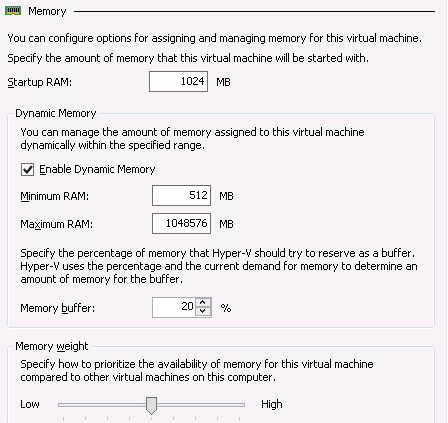 Memory
You can configure options for assigning and managing memory for this virtual machine.
Specify the amount of memory that this virtual machine will be started with.
Startup RAM: 1024 MB
Dynamic Memory
You can manage the amount of memory assigned to this virtual machine
dynamically within the specified range.
Enable Dynamic Memory
Minimum RAM: 512 MB
Maximum RAM: 1048576 MB
Specify the percentage of memory that Hyper-V should try to reserve as a buffer.
Hyper-V uses the percentage and the current demand for memory to determine an
amount of memory for the buffer.
Memory buffer: 20 %
Memory weight
Specify how to prioritize the availability of memory for this virtual machine
compared to other virtual machines on this computer.
Low High